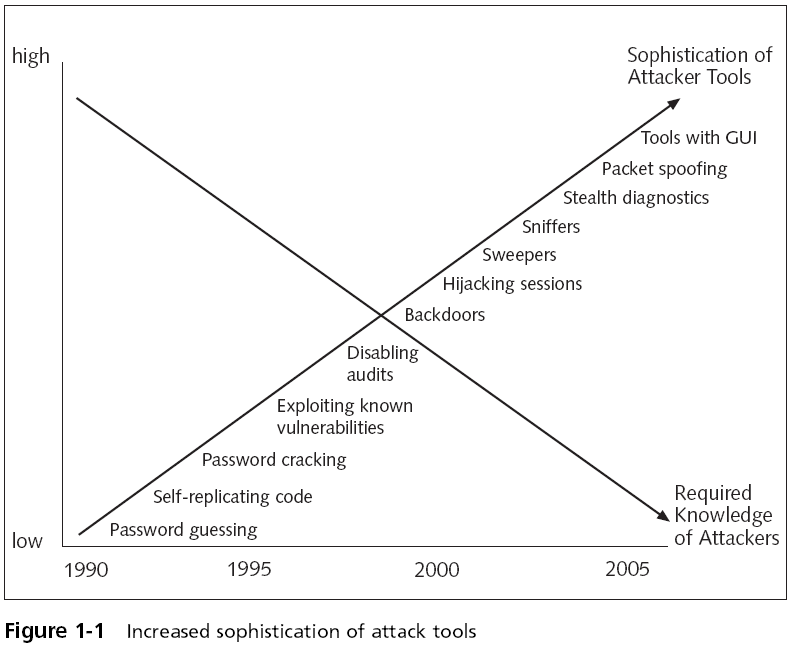 high
Sophistication of
Attacker Tools
Tools with GUI
Packet spoofing
Stealth diagnostics
Sniffers
Sweepers
Hijacking sessions
Backdoors
Disabling
audits
Exploiting known
vulnerabilities
Password cracking
Self-replicating code
Password guessing
Required
Knowledge
of Attackers
low
1990 1995 2000 2005
Figure 1-1 Increased sophistication of attack tools